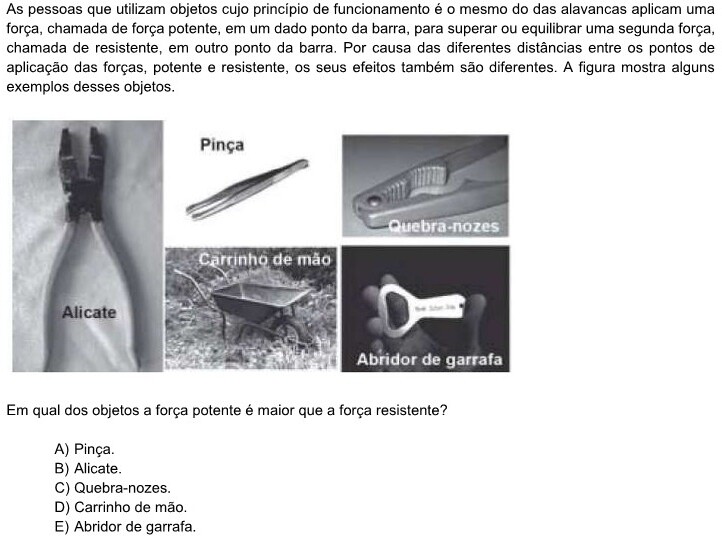 As pessoas que utilizam objetos cujo princípio de funcionamento é o mesmo do das alavancas aplicam uma
força, chamada de força potente, em um dado ponto da barra, para superar ou equilibrar uma segunda força,
chamada de resistente, em outro ponto da barra. Por causa das diferentes distâncias entre os pontos de
aplicação das forças, potente e resistente, os seus efeitos também são diferentes. A figura mostra alguns
exemplos desses objetos.
Pinça
Quebra-nozes
Carrinho de mão
Alicate
Abridor de garrafa
Em qual dos objetos a força potente é maior que a força resistente?
A) Pinça.
B) Alicate.
C) Quebra-nozes.
D) Carrinho de mão.
E) Abridor de garrafa.